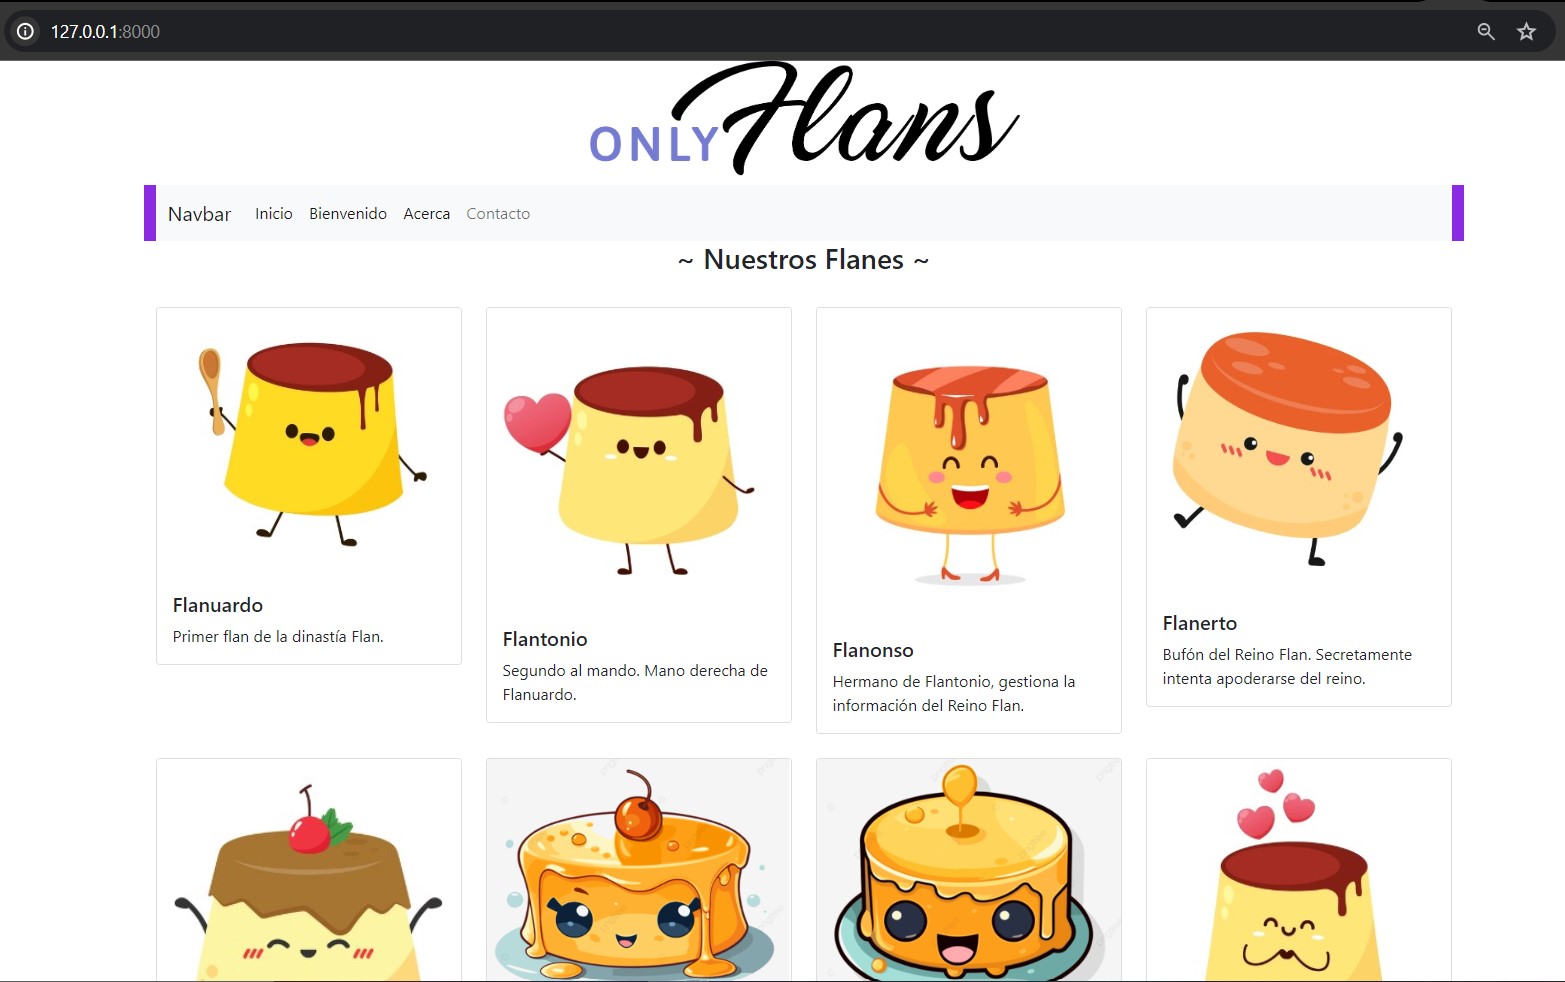 127.0.0.1:8000
ONLY Flans
Navbar Inicio Bienvenido Acerca Contacto
~ Nuestros Flanes ~
Flanuardo
Primer flan de la dinastía Flan.
Flantonio
Segundo al mando. Mano derecha de
Flanuardo.
Flanonso
Hermano de Flantonio, gestiona la
información del Reino Flan.
Flanerto
Bufón del Reino Flan. Secretamente
intenta apoderarse del reino.